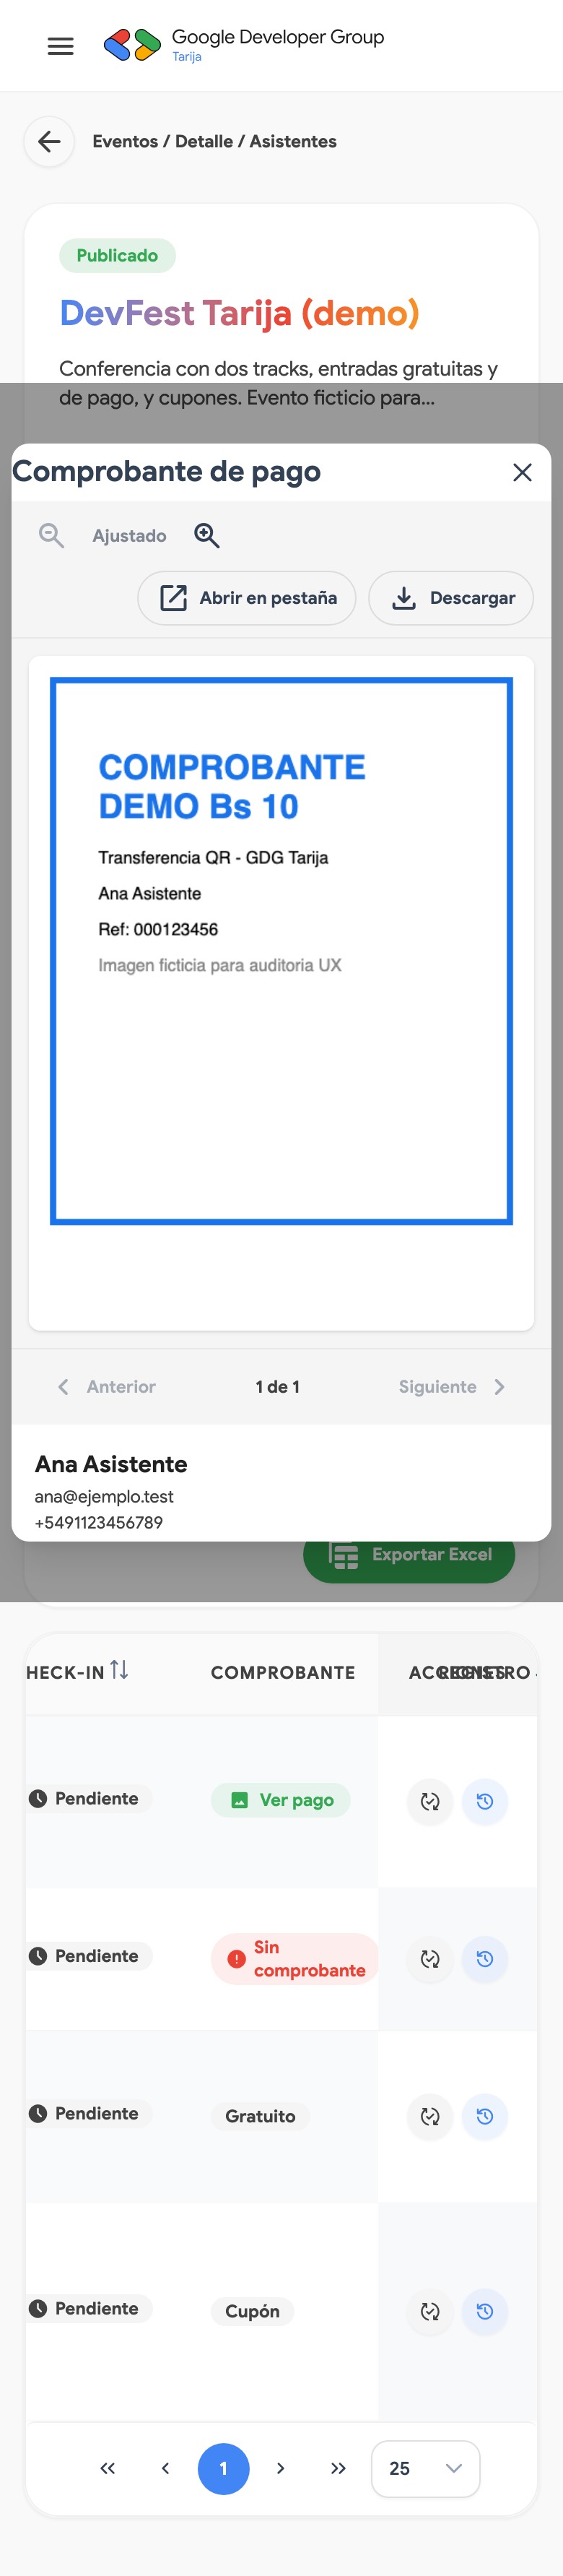 Google Developer Group
Tarija
Eventos / Detalle / Asistentes
Publicado
DevFest Tarija (demo)
Conferencia con dos tracks, entradas gratuitas y
de pago, y cupones. Evento ficticio para...
Comprobante de pago
Ajustado
Abrir en pestaña
Descargar
COMPROBANTE
DEMO Bs 10
Transferencia QR - GDG Tarija
Ana Asistente
Ref: 000123456
Imagen ficticia para auditoria UX
Anterior
1 de 1
Siguiente
Ana Asistente
ana@ejemplo.test
+5491123456789
Exportar Excel
HECK-IN COMPROBANTE
Pendiente Ver pago
Pendiente Sin
comprobante
Pendiente Gratuito
Pendiente Cupón
1
25